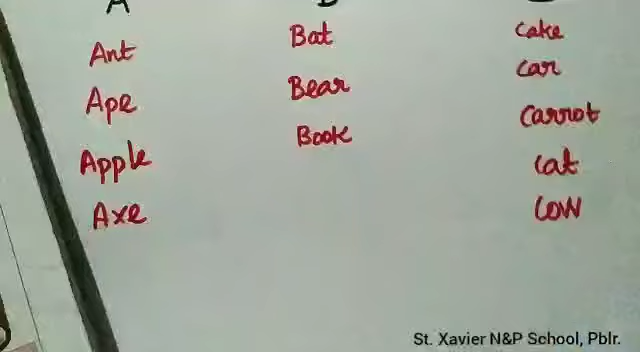 A B
Ant Bat Cake
Ape Bear Car
Apple Book Carrot
Axe Cat
Cow
St. Xavier N&P School, Pblr.